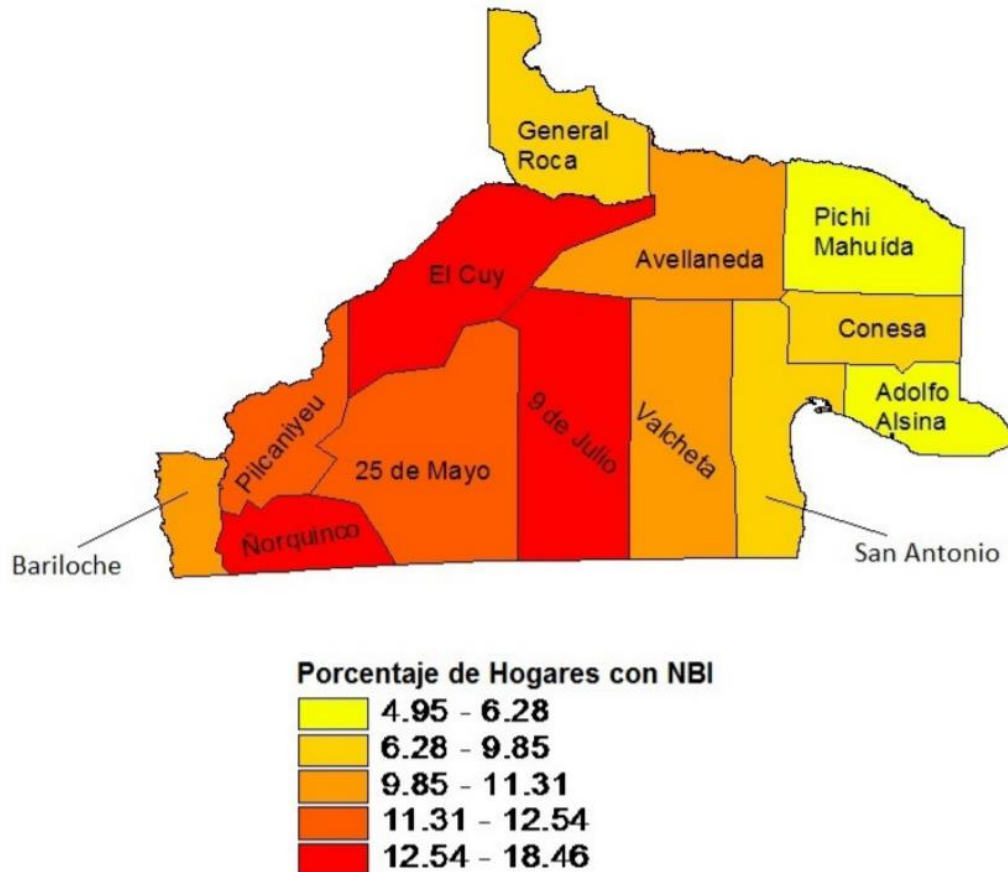 General
Roca
Pichi
Mahuída
Avellaneda
El Cuy
Conesa
Adolfo
Alsina
Pilcaniyeu
9 de Julio
Valcheta
25 de Mayo
Ñorquinco
Bariloche
San Antonio
Porcentaje de Hogares con NBI
4.95 - 6.28
6.28 - 9.85
9.85 - 11.31
11.31 - 12.54
12.54 - 18.46